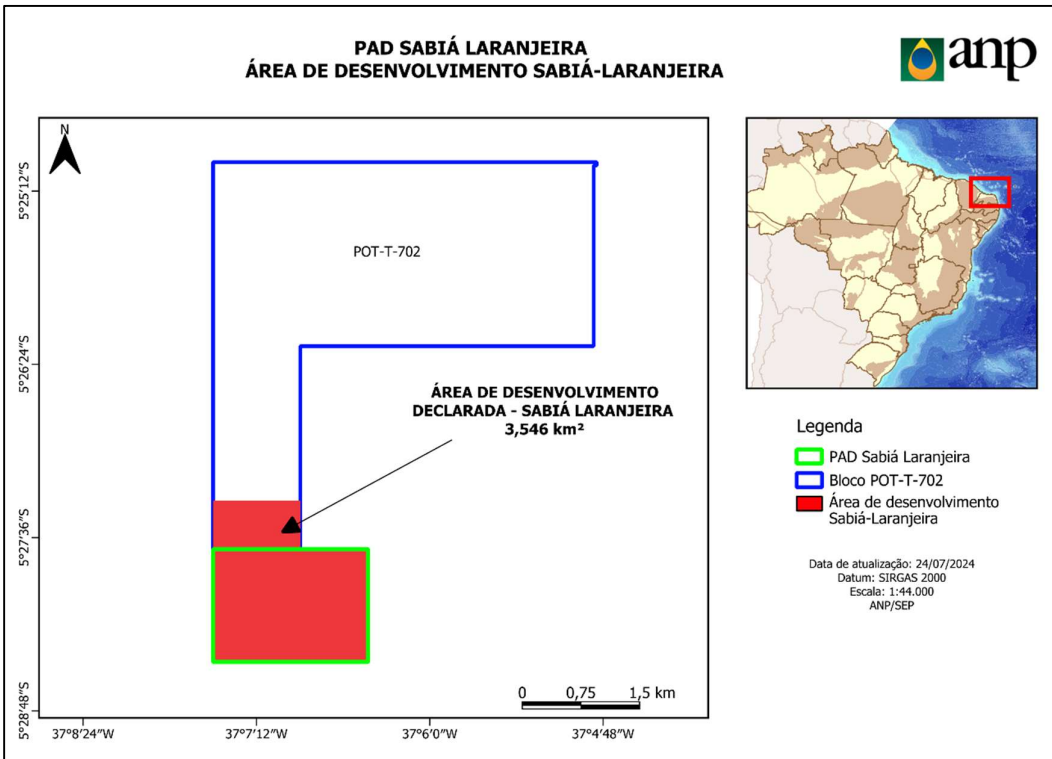 PAD SABIÁ LARANJEIRA
ÁREA DE DESENVOLVIMENTO SABIÁ-LARANJEIRA
anp
N
5°25'12"S
5°26'24"S
5°27'36"S
5°28'48"S
POT-T-702
ÁREA DE DESENVOLVIMENTO
DECLARADA - SABIÁ LARANJEIRA
3,546 km²
0 0,75 1,5 km
37°8'24"W 37°7'12"W 37°6'0"W 37°4'48"W
Legenda
PAD Sabiá Laranjeira
Bloco POT-T-702
Área de desenvolvimento
Sabiá-Laranjeira
Data de atualização: 24/07/2024
Datum: SIRGAS 2000
Escala: 1:44.000
ANP/SEP